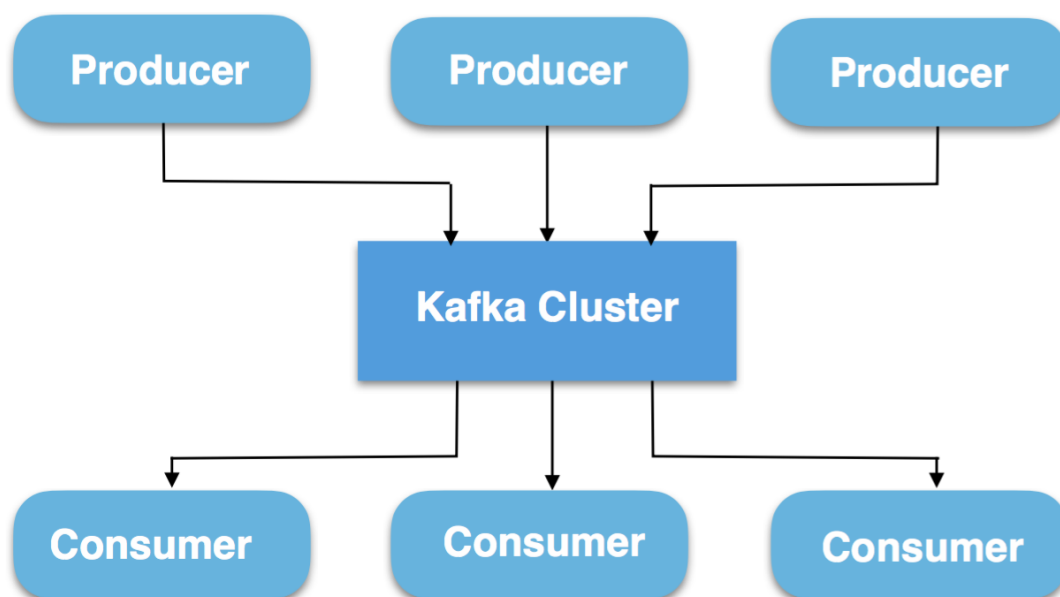 Producer
Producer
Producer
Kafka Cluster
Consumer
Consumer
Consumer